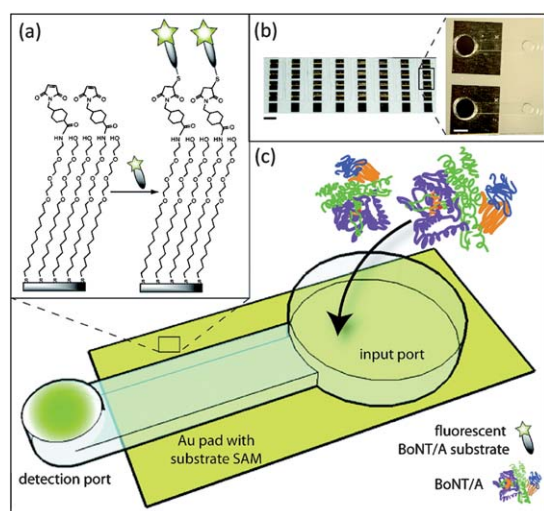 (a)
(b)
(c)
input port
Au pad with
substrate SAM
detection port
fluorescent
BoNT/A substrate
BoNT/A